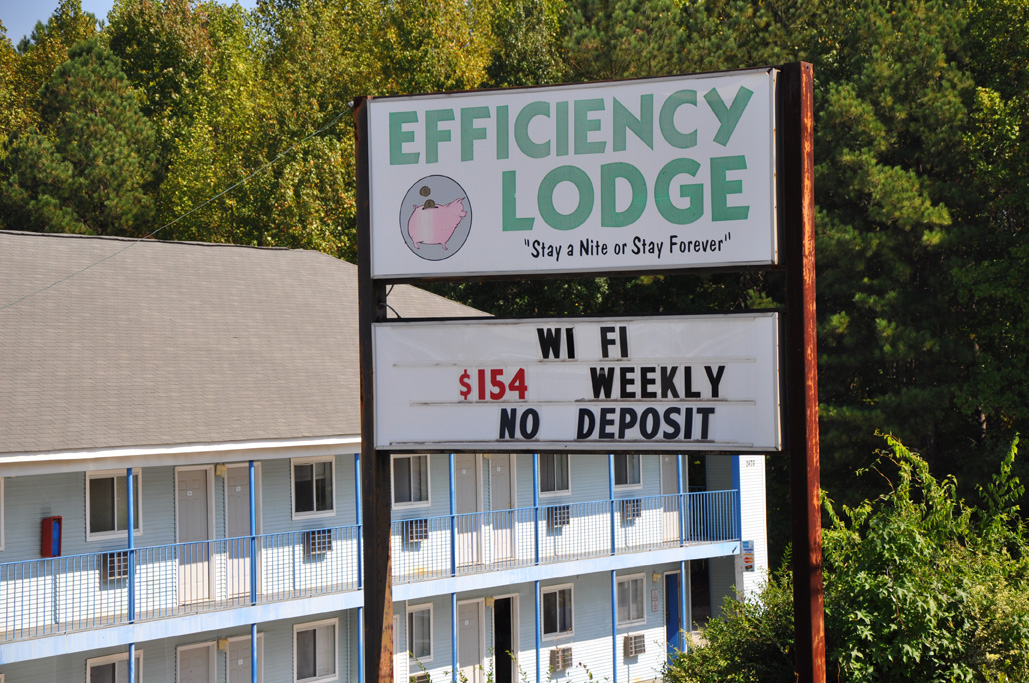 EFFICIENCY
LODGE
"Stay a Nite or Stay Forever"
WI FI
$154 WEEKLY
NO DEPOSIT